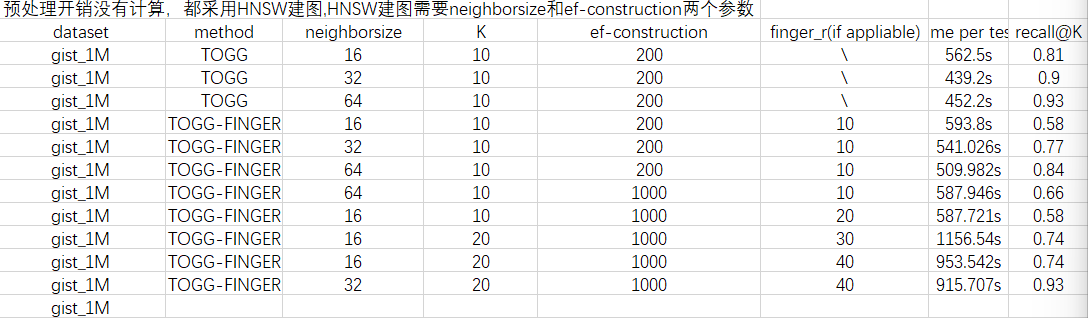 预处理开销没有计算，都采用HNSW建图,HNSW建图需要neighborsize和ef-construction两个参数
dataset method neighborsize K ef-construction finger_r(if appliable) me per tes recall@K
gist_1M TOGG 16 10 200 \ 562.5s 0.81
gist_1M TOGG 32 10 200 \ 439.2s 0.9
gist_1M TOGG 64 10 200 \ 452.2s 0.93
gist_1M TOGG-FINGER 16 10 200 10 593.8s 0.58
gist_1M TOGG-FINGER 32 10 200 10 541.026s 0.77
gist_1M TOGG-FINGER 64 10 200 10 509.982s 0.84
gist_1M TOGG-FINGER 64 10 1000 10 587.946s 0.66
gist_1M TOGG-FINGER 16 10 1000 20 587.721s 0.58
gist_1M TOGG-FINGER 16 20 1000 30 1156.54s 0.74
gist_1M TOGG-FINGER 16 20 1000 40 953.542s 0.74
gist_1M TOGG-FINGER 32 20 1000 40 915.707s 0.93
gist_1M